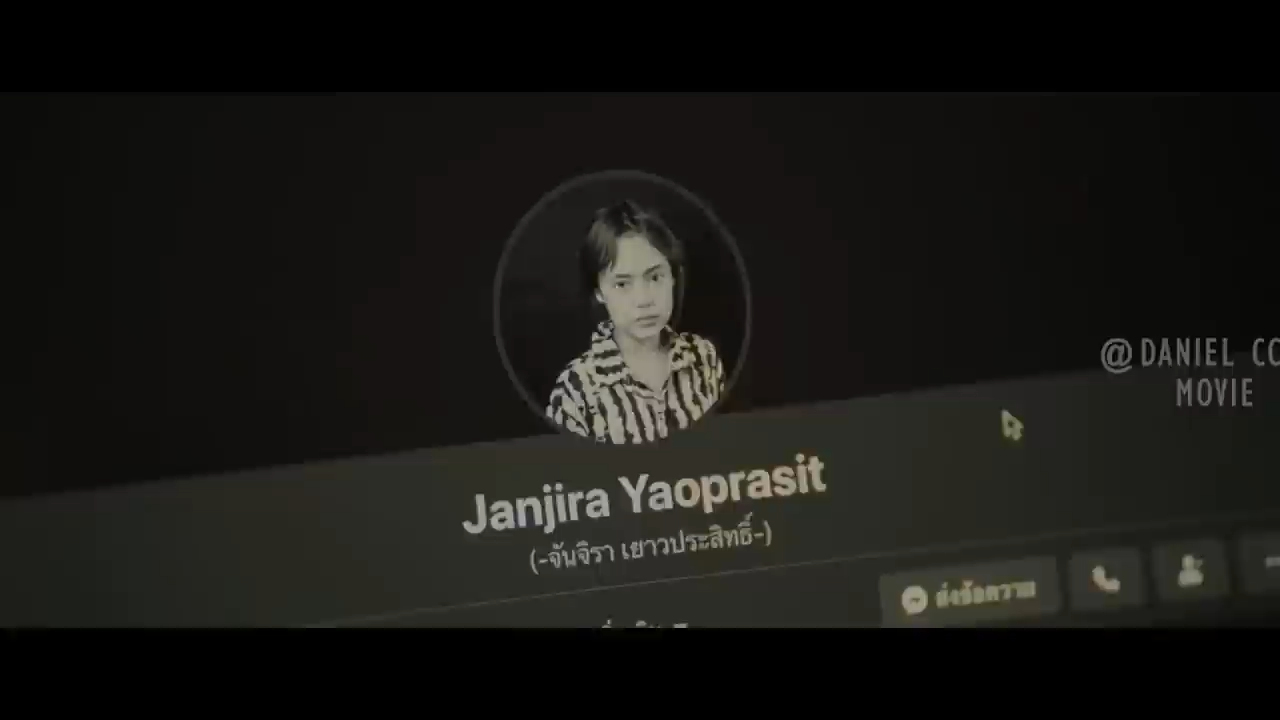 @DANIEL CO
MOVIE
Janjira Yaoprasit
(-จันจิรา เยาวประสิทธิ์-)
ส่งข้อความ